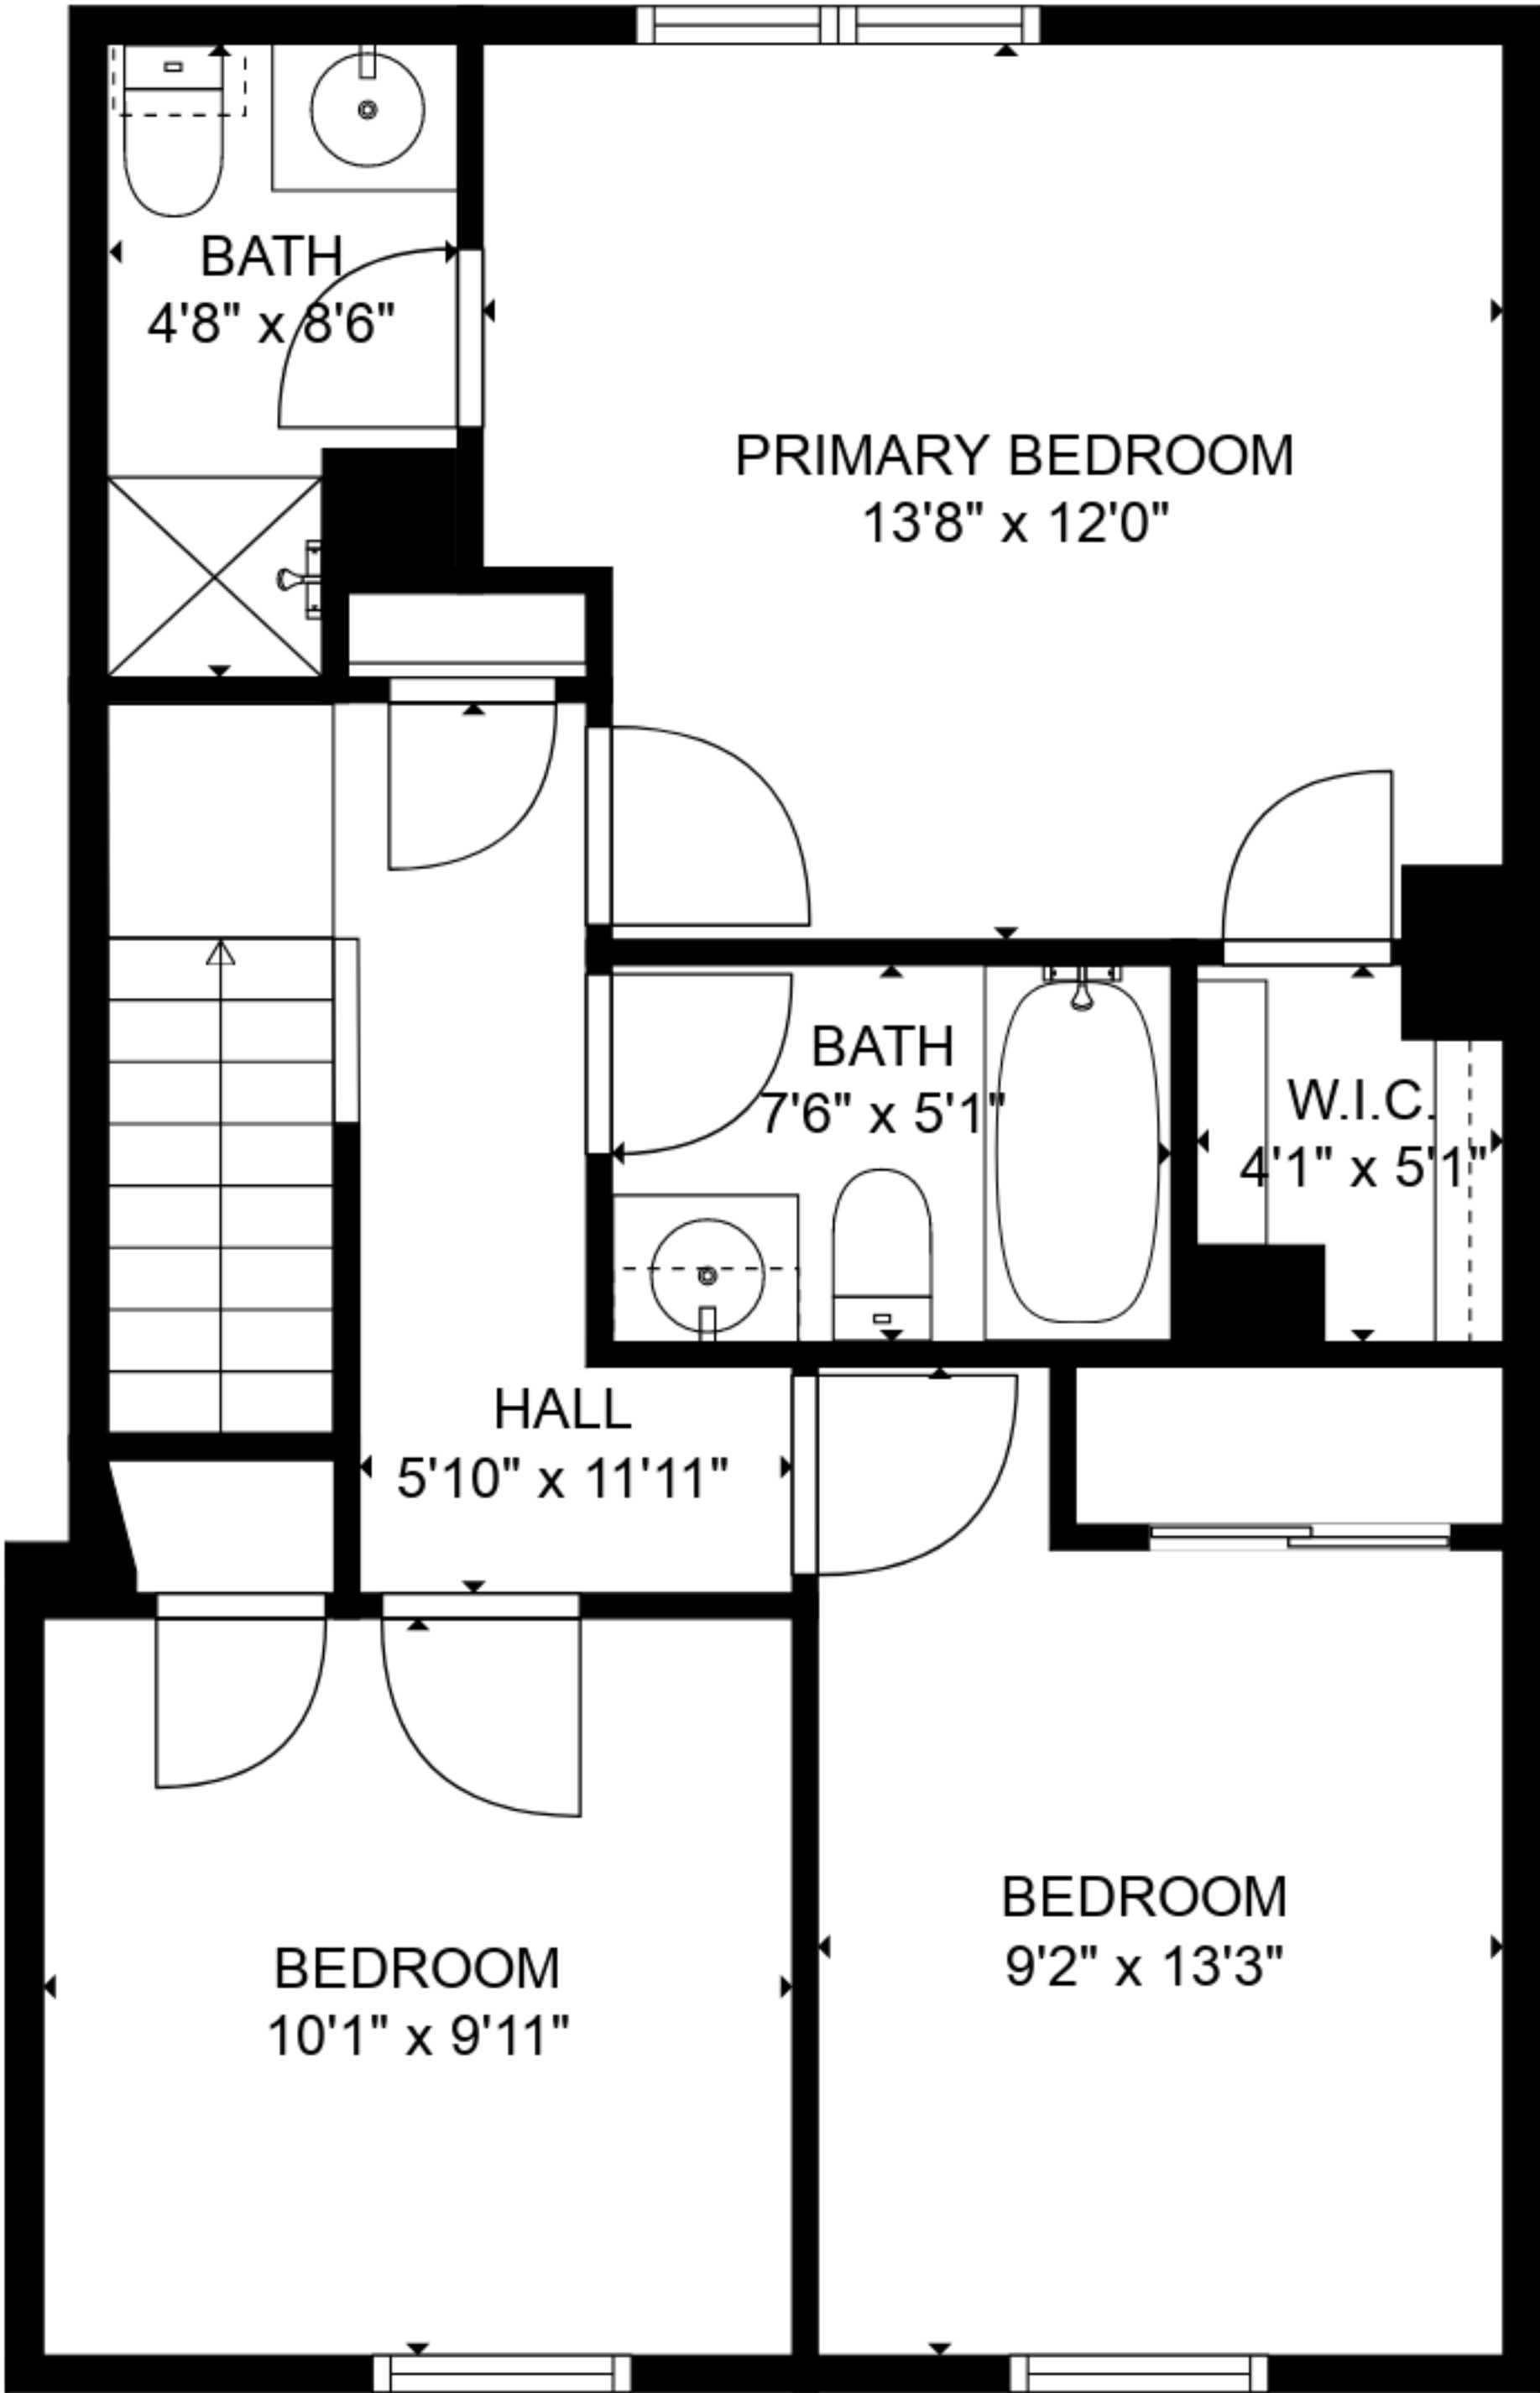 BATH
4'8" x 8'6"
PRIMARY BEDROOM
13'8" x 12'0"
BATH
7'6" x 5'1"
W.I.C.
4'1" x 5'1"
HALL
5'10" x 11'11"
BEDROOM
9'2" x 13'3"
BEDROOM
10'1" x 9'11"